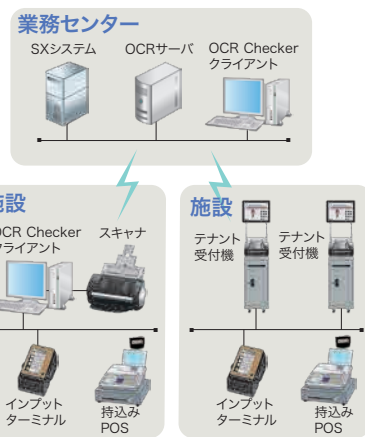 業務センター
SXシステム
OCRサーバ
OCR Checker
クライアント
施設
OCR Checker
クライアント
スキャナ
インプット
ターミナル
持込み
POS
施設
テナント
受付機
テナント
受付機
インプット
ターミナル
持込み
POS